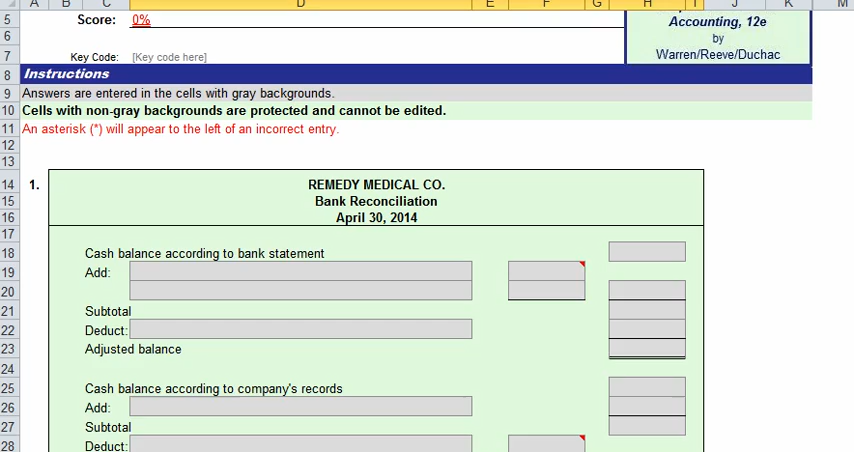 A B C D E F G H I J K M
5 Score: 0% Accounting, 12e
6 by
7 Key Code: [Key code here] Warren/Reeve/Duchac
8 Instructions
9 Answers are entered in the cells with gray backgrounds.
10 Cells with non-gray backgrounds are protected and cannot be edited.
11 An asterisk (*) will appear to the left of an incorrect entry.
12
13
14 1. REMEDY MEDICAL CO.
15 Bank Reconciliation
16 April 30, 2014
17
18 Cash balance according to bank statement
19 Add:
20
21 Subtotal
22 Deduct:
23 Adjusted balance
24
25 Cash balance according to company's records
26 Add:
27 Subtotal
28 Deduct: